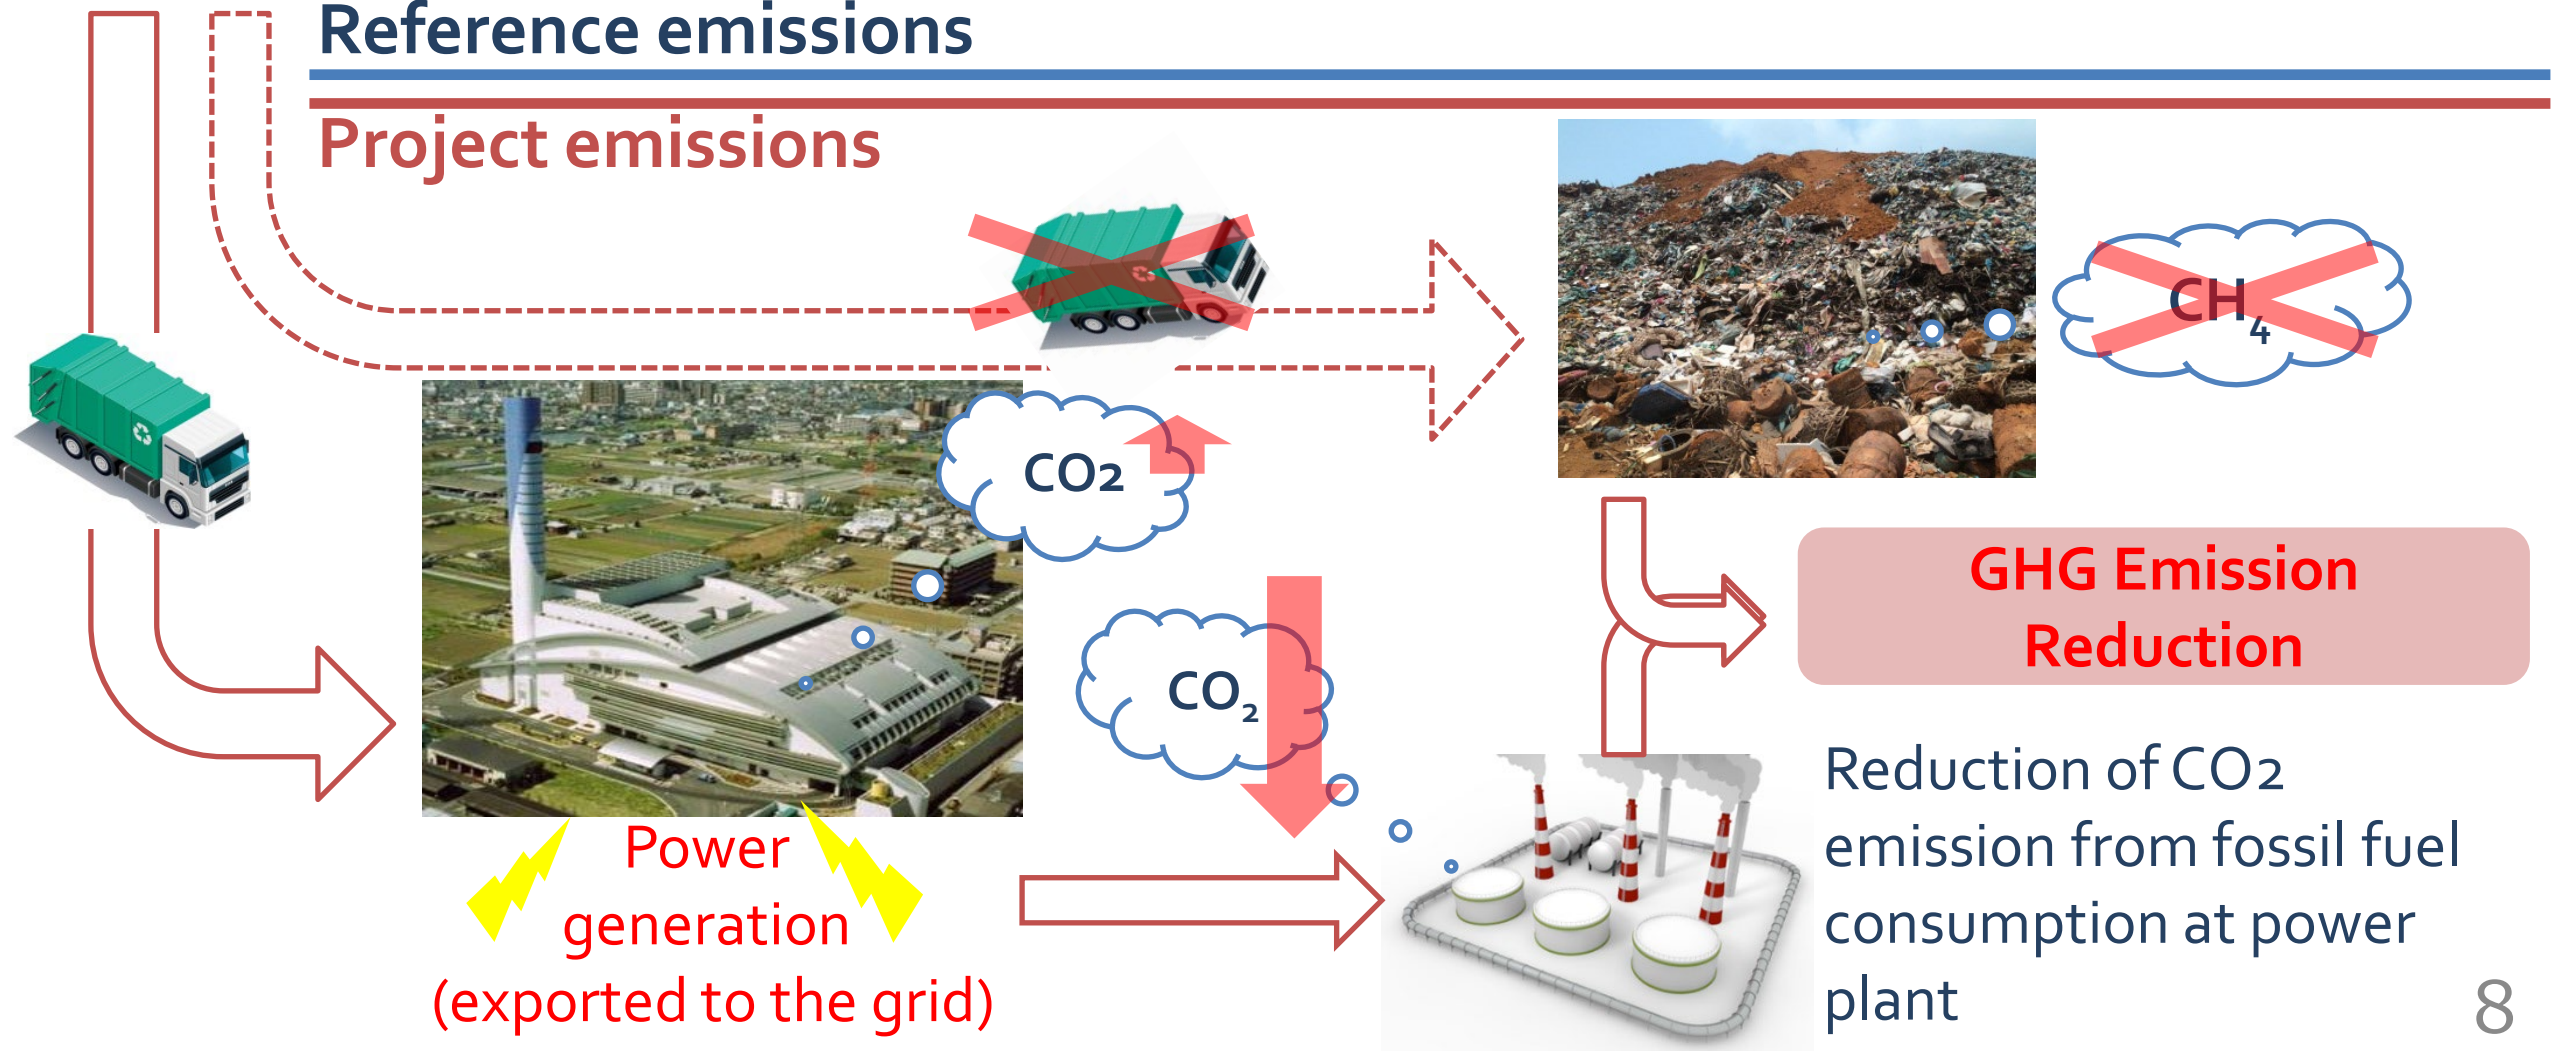 Reference emissions
Project emissions
CH₄
CO2
CO₂
GHG Emission
Reduction
Power
generation
(exported to the grid)
Reduction of CO2
emission from fossil fuel
consumption at power
plant
8